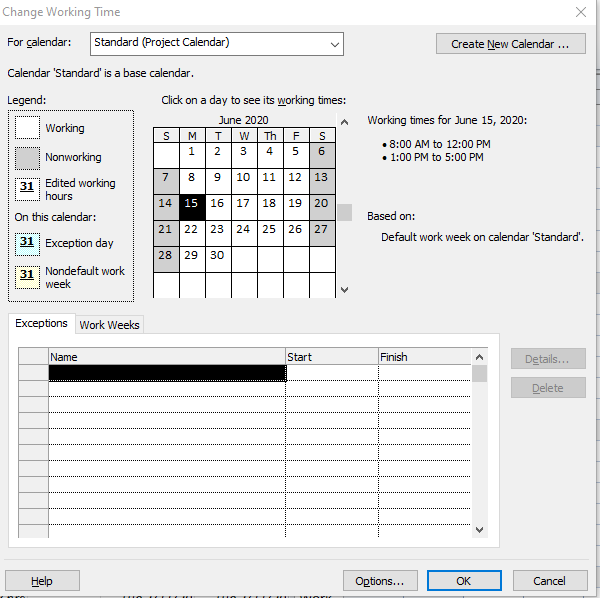 Change Working Time
For calendar: Standard (Project Calendar)
Create New Calendar ...
Calendar 'Standard' is a base calendar.
Legend:
Working
Nonworking
31 Edited working
hours
On this calendar:
31 Exception day
31 Nondefault work
week
Click on a day to see its working times:
June 2020
S M T W Th F S
1 2 3 4 5 6
7 8 9 10 11 12 13
14 15 16 17 18 19 20
21 22 23 24 25 26 27
28 29 30
Working times for June 15, 2020:
• 8:00 AM to 12:00 PM
• 1:00 PM to 5:00 PM
Based on:
Default work week on calendar 'Standard'.
Exceptions Work Weeks
Name Start Finish
Details...
Delete
Help Options... OK Cancel